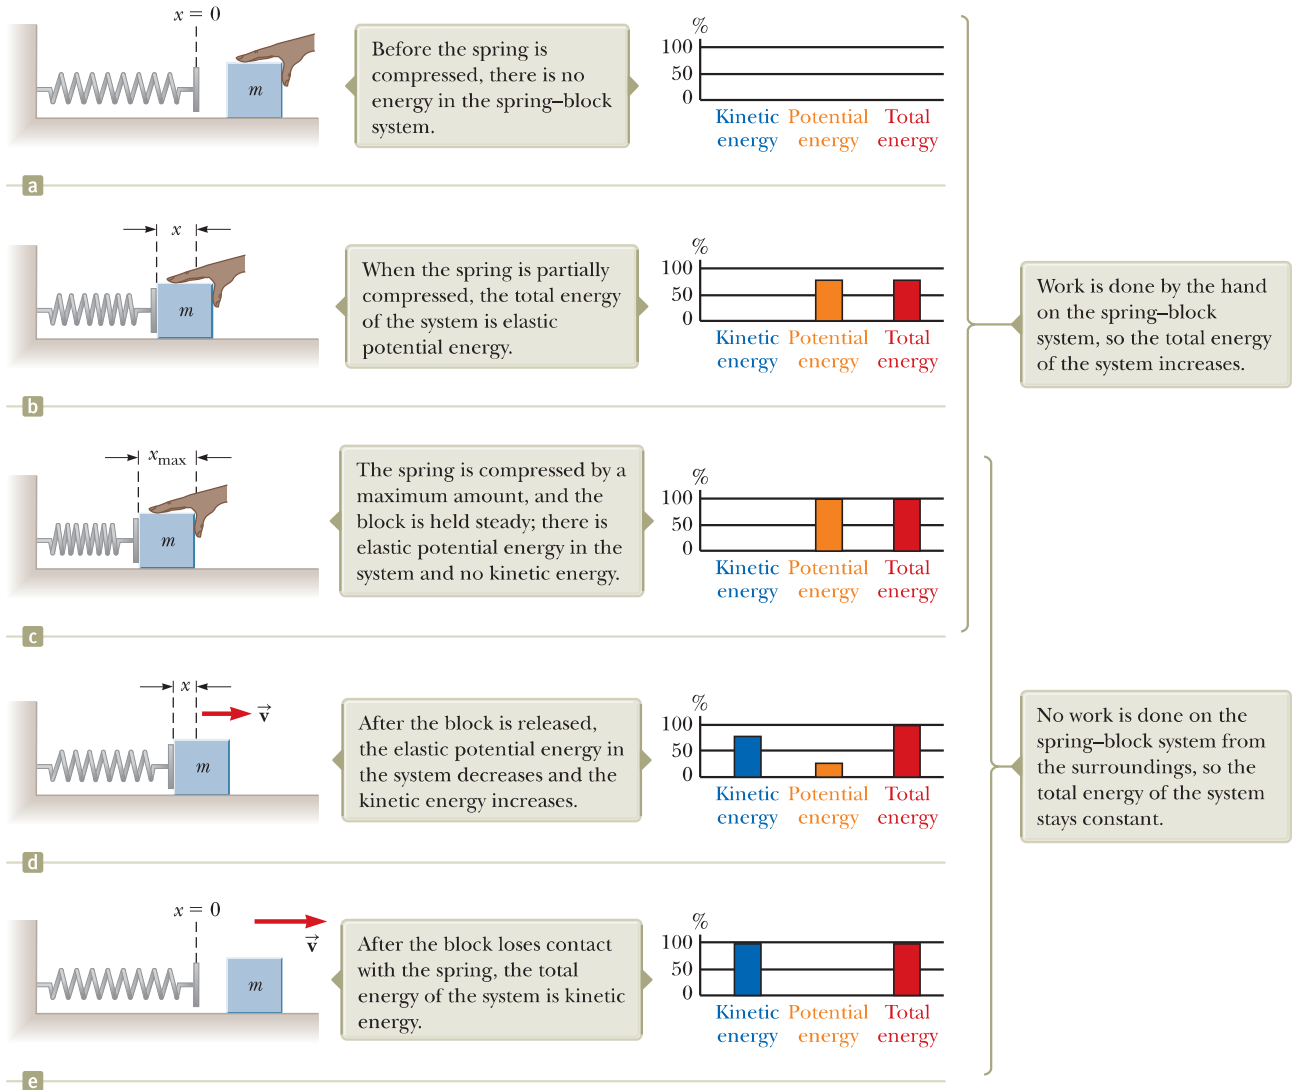 x = 0
m
Before the spring is
compressed, there is no
energy in the spring–block
system.
%
100
50
0
Kinetic energy
Potential energy
Total energy
a
x
m
When the spring is partially
compressed, the total energy
of the system is elastic
potential energy.
%
100
50
0
Kinetic energy
Potential energy
Total energy
b
Work is done by the hand
on the spring–block
system, so the total energy
of the system increases.
xmax
m
The spring is compressed by a
maximum amount, and the
block is held steady; there is
elastic potential energy in the
system and no kinetic energy.
%
100
50
0
Kinetic energy
Potential energy
Total energy
c
x
v⃗
m
After the block is released,
the elastic potential energy in
the system decreases and the
kinetic energy increases.
%
100
50
0
Kinetic energy
Potential energy
Total energy
d
No work is done on the
spring–block system from
the surroundings, so the
total energy of the system
stays constant.
x = 0
v⃗
m
After the block loses contact
with the spring, the total
energy of the system is kinetic
energy.
%
100
50
0
Kinetic energy
Potential energy
Total energy
e